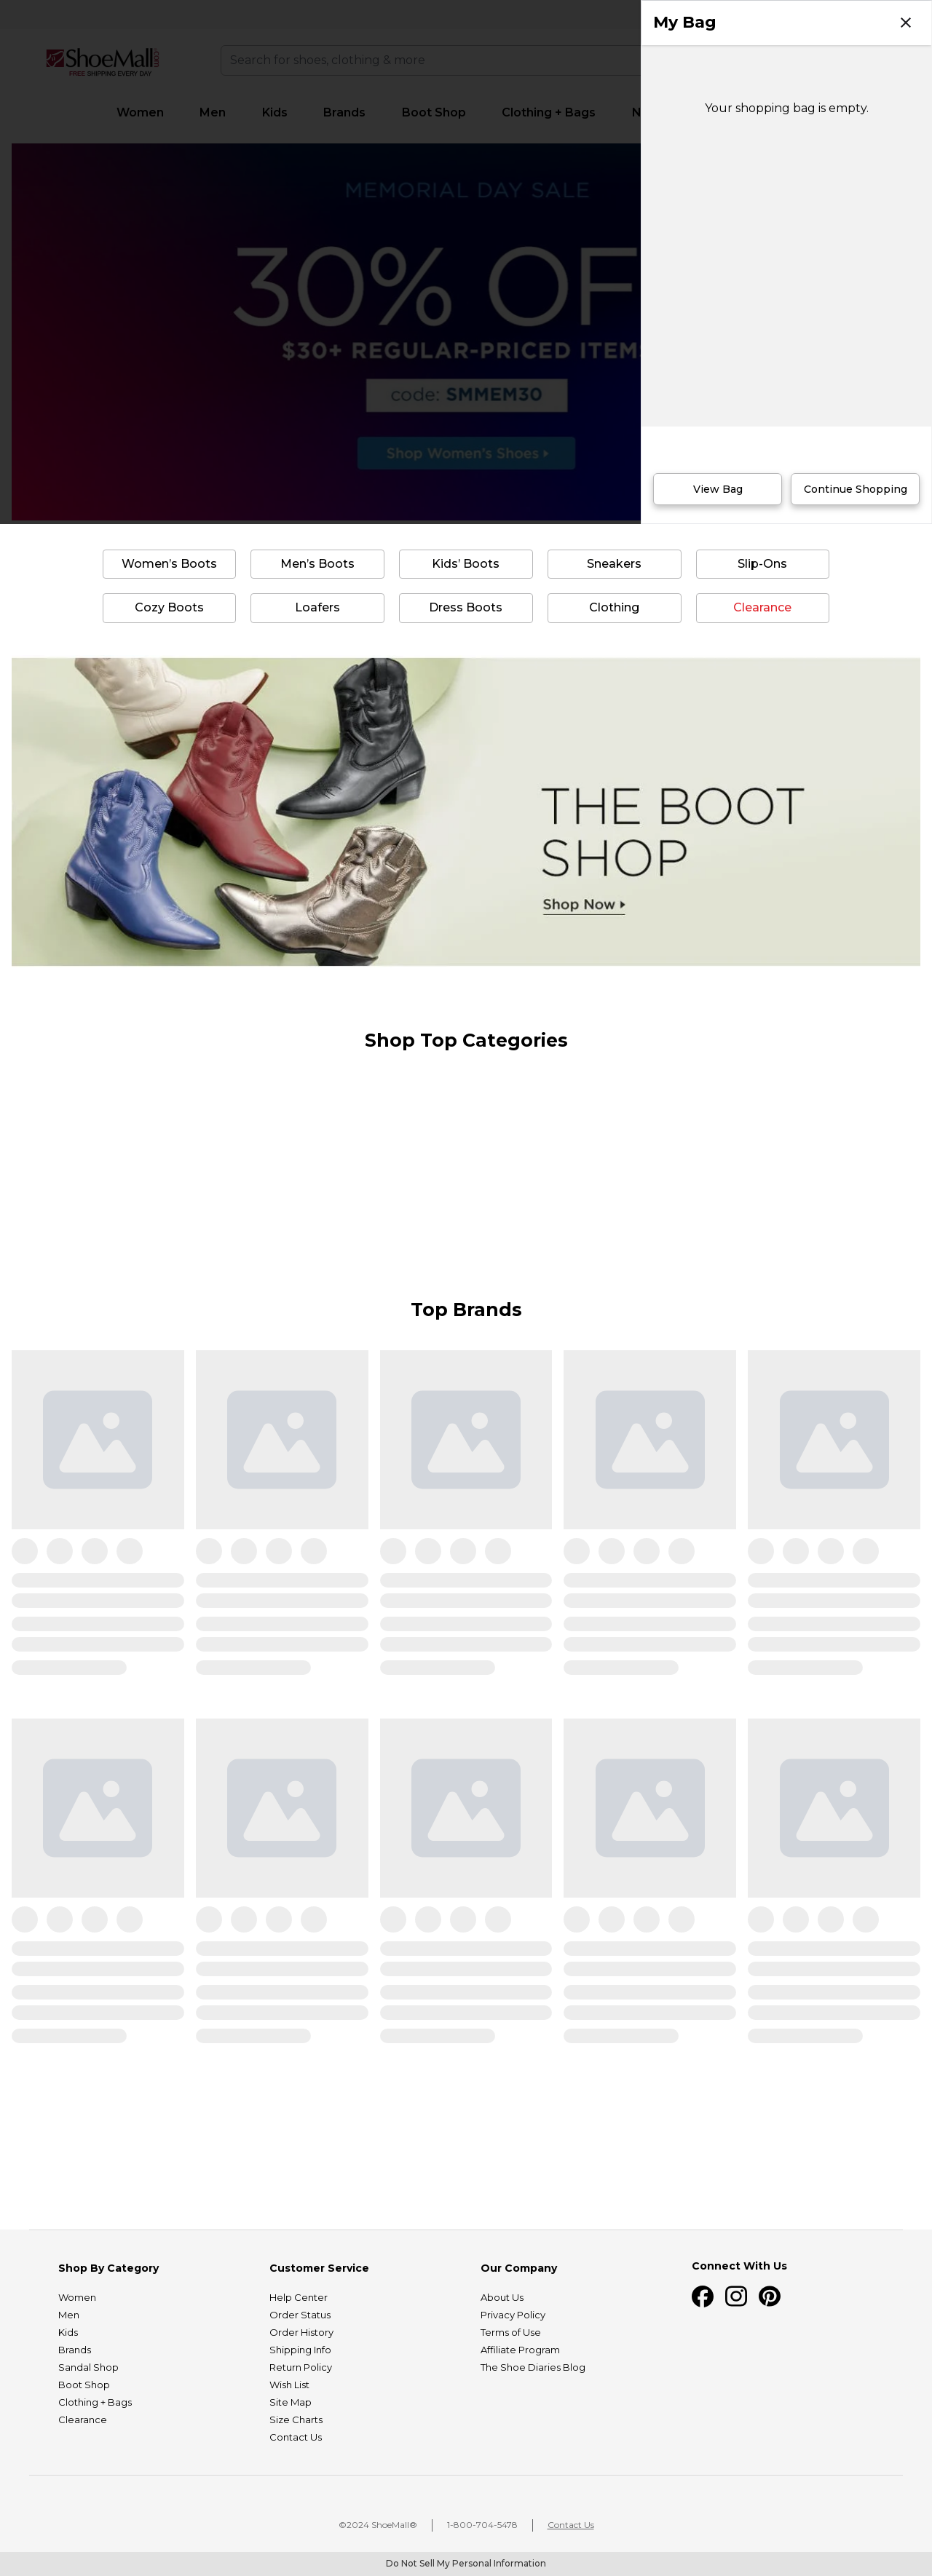 My Bag
ShoeMall.COM
FREE SHIPPING EVERY DAY
Search for shoes, clothing & more
Your shopping bag is empty.
Women
Men
Kids
Brands
Boot Shop
Clothing + Bags
MEMORIAL DAY SALE
30% OF
$30+ REGULAR-PRICED ITEM
code: SMMEM30
Shop Women's Shoes
View Bag
Continue Shopping
Women’s Boots
Men’s Boots
Kids’ Boots
Sneakers
Slip-Ons
Cozy Boots
Loafers
Dress Boots
Clothing
Clearance
THE BOOT
SHOP
Shop Now
Shop Top Categories
Top Brands
Shop By Category
Women
Men
Kids
Brands
Sandal Shop
Boot Shop
Clothing + Bags
Clearance
Customer Service
Help Center
Order Status
Order History
Shipping Info
Return Policy
Wish List
Site Map
Size Charts
Contact Us
Our Company
About Us
Privacy Policy
Terms of Use
Affiliate Program
The Shoe Diaries Blog
Connect With Us
©2024 ShoeMall®
1-800-704-5478
Contact Us
Do Not Sell My Personal Information